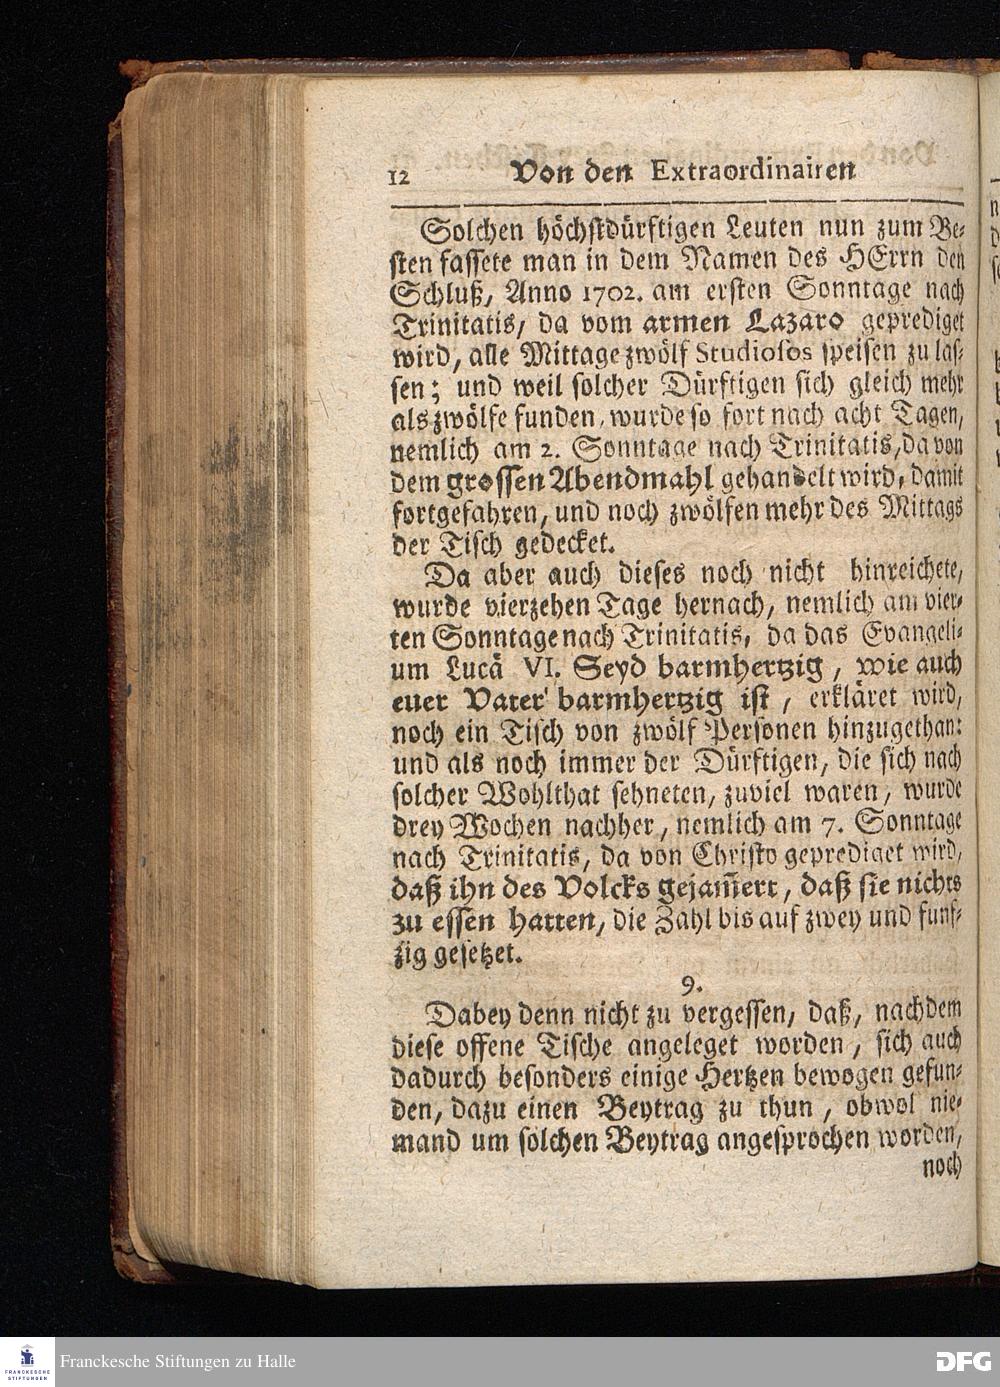 12 Von den Extraordinairen
Solchen höchstdürftigen Leuten nun zum Be-
sten fassete man in dem Namen des HErrn den
Schluß, Anno 1702. am ersten Sonntage nach
Trinitatis, da vom armen Lazaro geprediget
wird, alle Mittage zwölf Studiosos speisen zu las-
sen; und weil solcher Dürftigen sich gleich mehr
als zwölfe funden, wurde so fort nach acht Tagen,
nemlich am 2. Sonntage nach Trinitatis, da von
dem grossen Abendmahl gehandelt wird, damit
fortgefahren, und noch zwölfen mehr des Mittags
der Tisch gedecket.
Da aber auch dieses noch nicht hinreichete,
wurde vierzehen Tage hernach, nemlich am vier-
ten Sonntage nach Trinitatis, da das Evangeli-
um Lucä VI. Seyd barmhertzig, wie auch
euer Vater barmhertzig ist, erkläret wird,
noch ein Tisch von zwölf Personen hinzugethan:
und als noch immer der Dürftigen, die sich nach
solcher Wohlthat sehneten, zuviel waren, wurde
drey Wochen nachher, nemlich am 7. Sonntage
nach Trinitatis, da von Christo geprediget wird,
daß ihn des Volcks gejam̅ert, daß sie nichts
zu essen hatten, die Zahl bis auf zwey und funf-
zig gesetzet.
9.
Dabey denn nicht zu vergessen, daß, nachdem
diese offene Tische angeleget worden, sich auch
dadurch besonders einige Hertzen bewogen gefun-
den, dazu einen Beytrag zu thun, obwol nie-
mand um solchen Beytrag angesprochen worden,
noch
FRANCKESCHE
STIFTUNGEN
Franckesche Stiftungen zu Halle
DFG